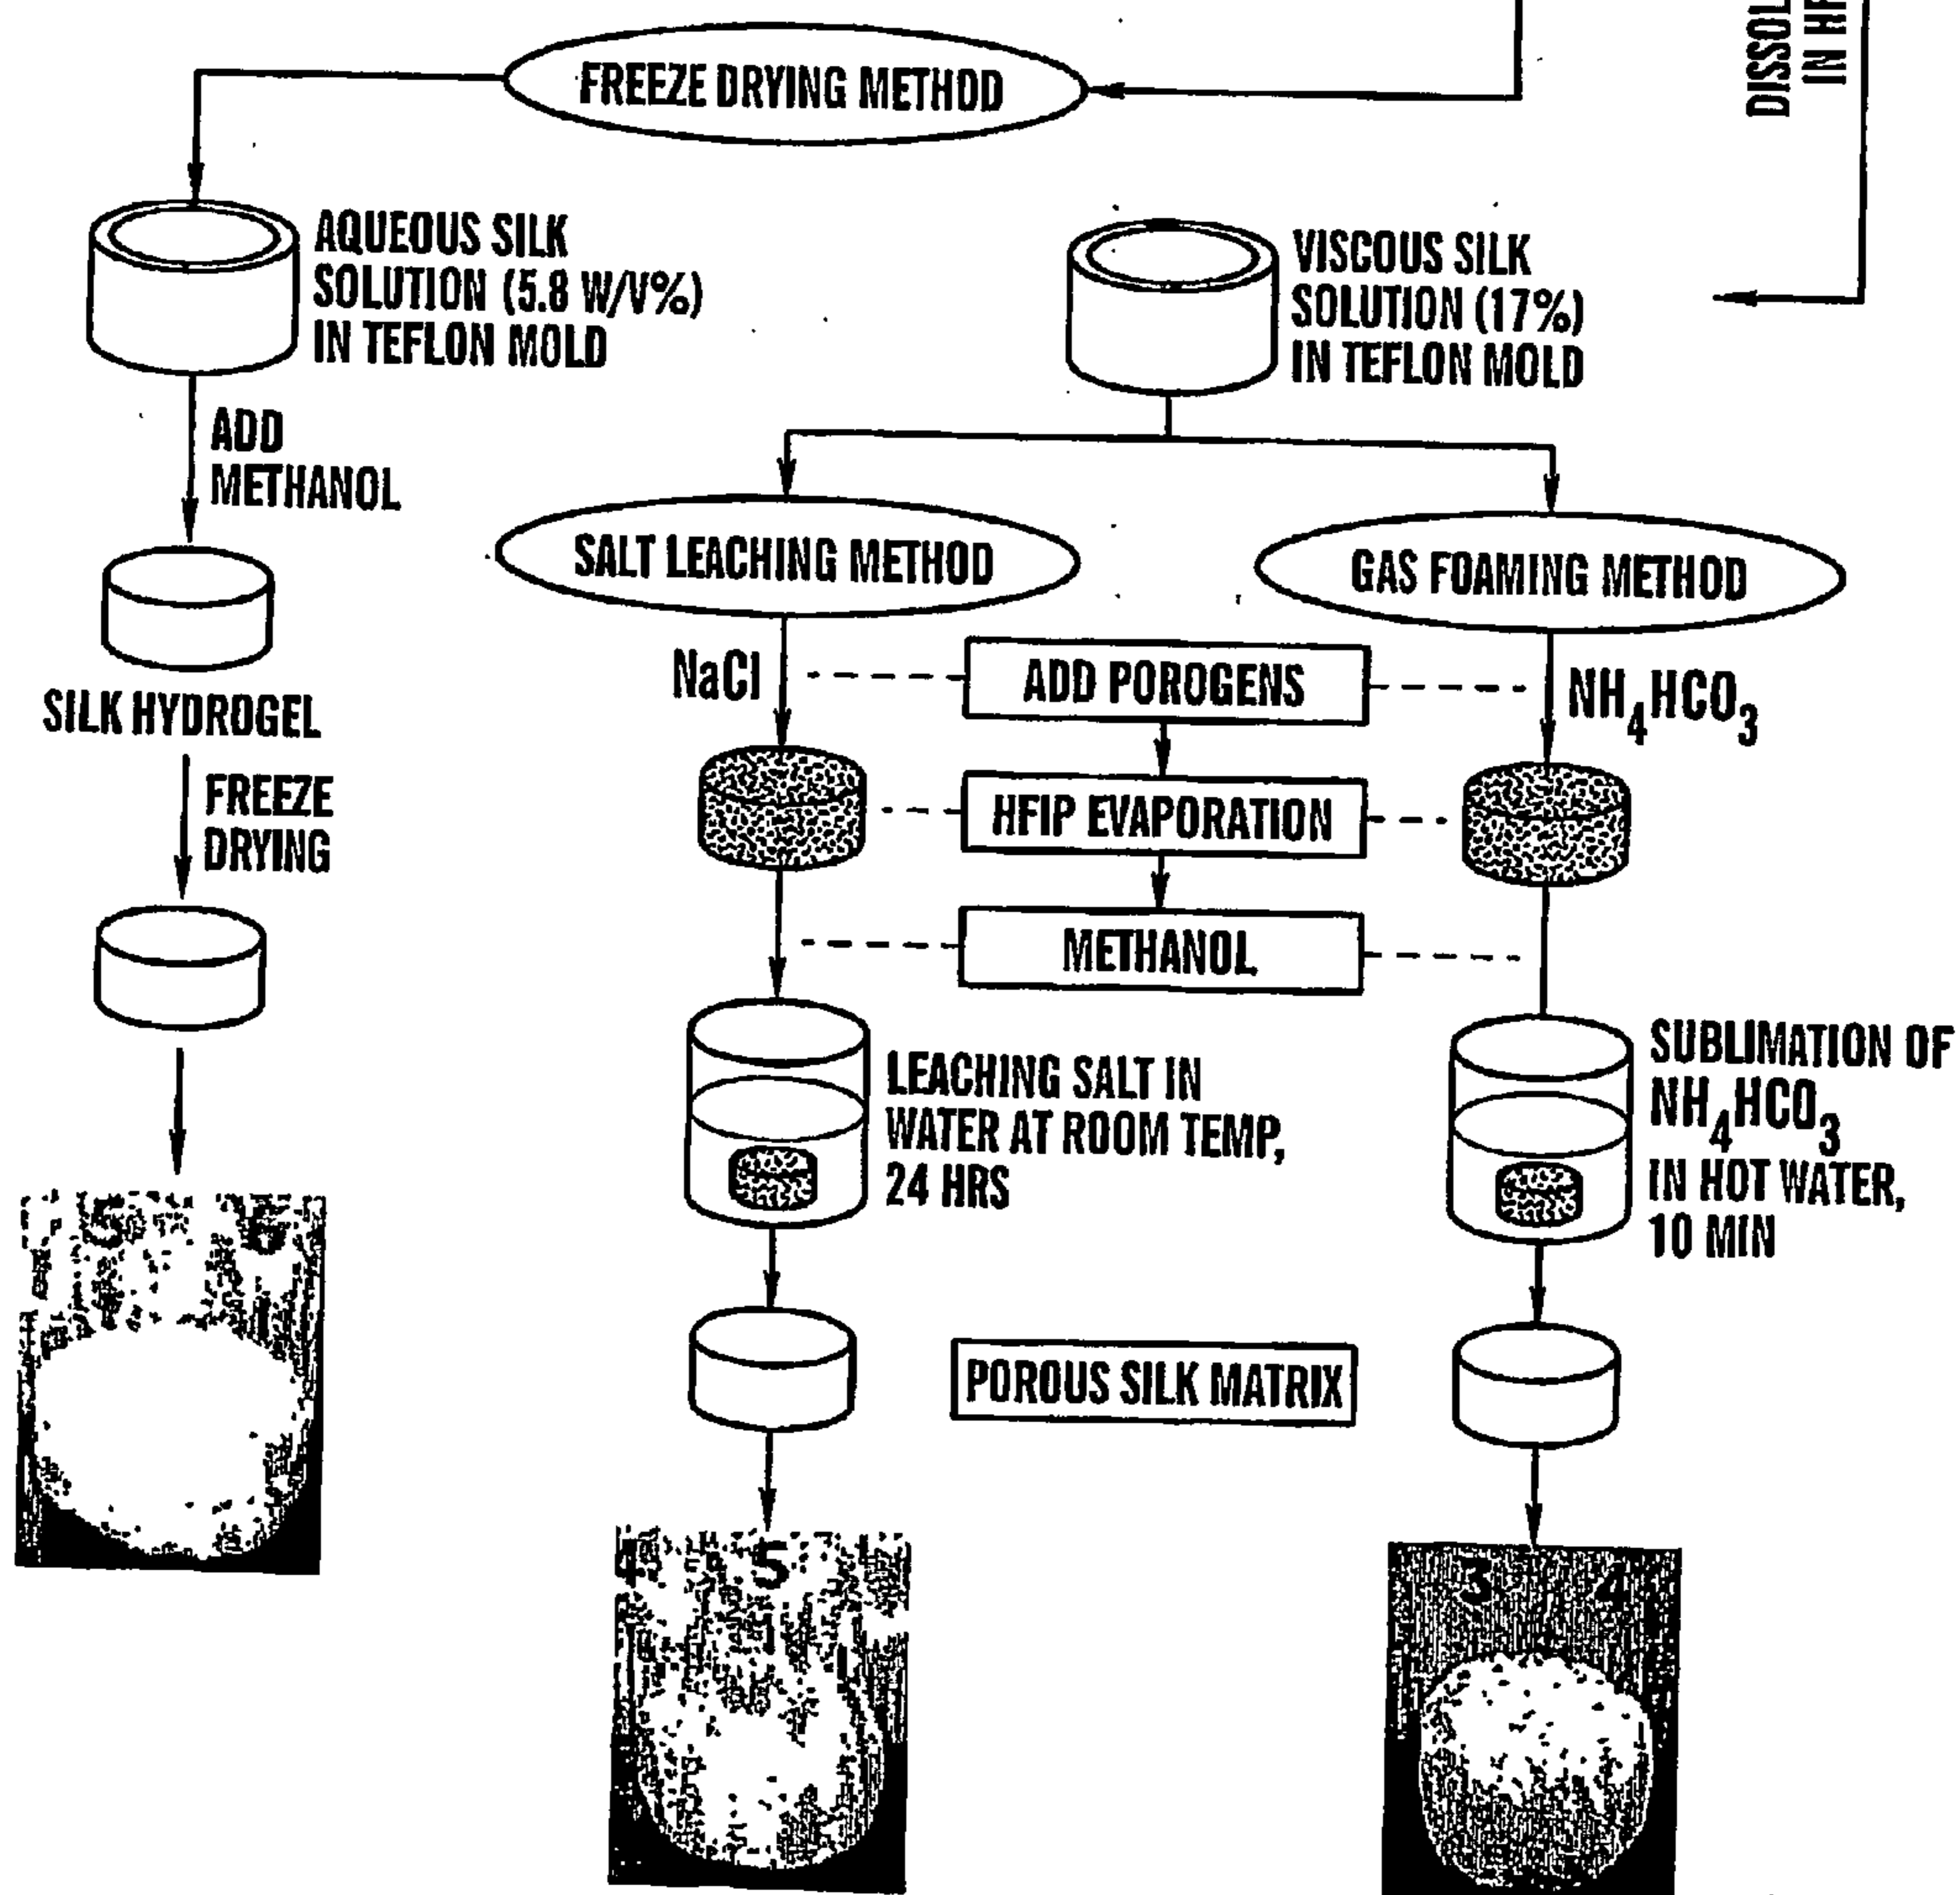 DISSOL
IN HF
FREEZE DRYING METHOD
AQUEOUS SILK
SOLUTION (5.8 W/V%)
IN TEFLON MOLD
VISCOUS SILK
SOLUTION (17%)
IN TEFLON MOLD
ADD
METHANOL
SALT LEACHING METHOD
GAS FOAMING METHOD
NaCl
ADD POROGENS
NH4HCO3
SILK HYDROGEL
FREEZE
DRYING
HFIP EVAPORATION
METHANOL
LEACHING SALT IN
WATER AT ROOM TEMP,
24 HRS
SUBLIMATION OF
NH4HCO3
IN HOT WATER,
10 MIN
POROUS SILK MATRIX
5 6
4 5
3 4